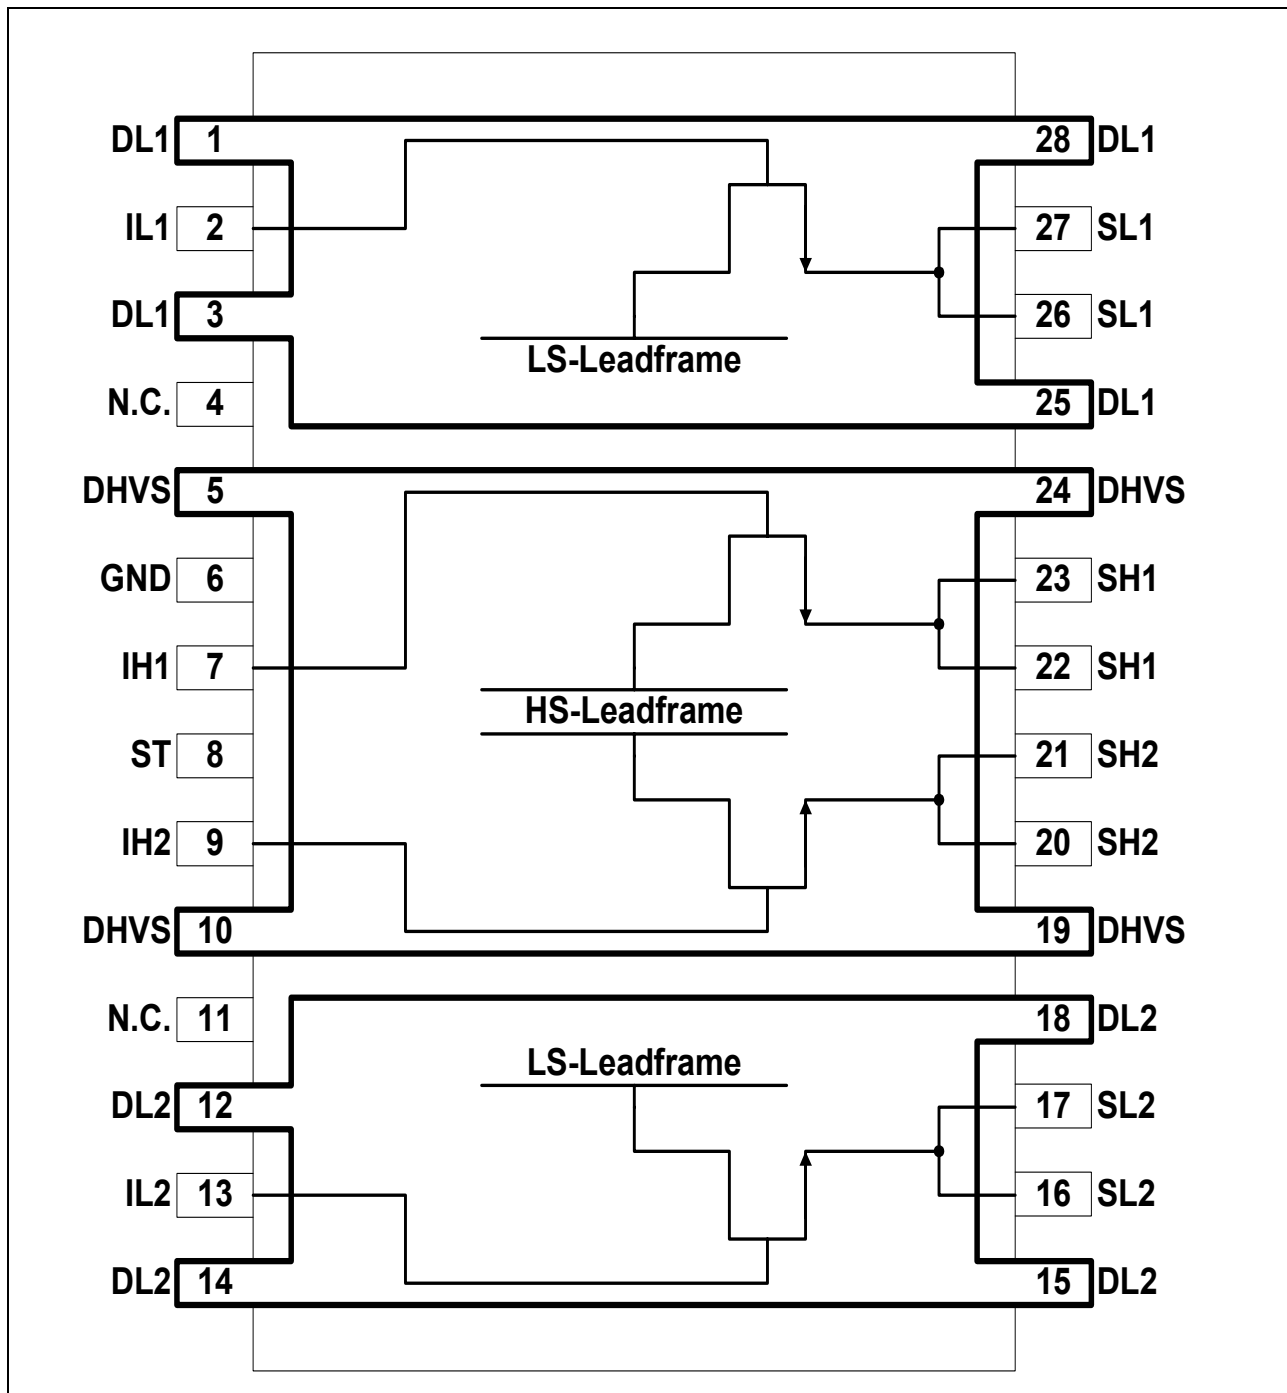 DL1 1 28 DL1
IL1 2 27 SL1
DL1 3 26 SL1
LS-Leadframe
N.C. 4 25 DL1
DHVS 5 24 DHVS
GND 6 23 SH1
IH1 7 22 SH1
HS-Leadframe
ST 8 21 SH2
IH2 9 20 SH2
DHVS 10 19 DHVS
N.C. 11 18 DL2
LS-Leadframe
DL2 12 17 SL2
IL2 13 16 SL2
DL2 14 15 DL2